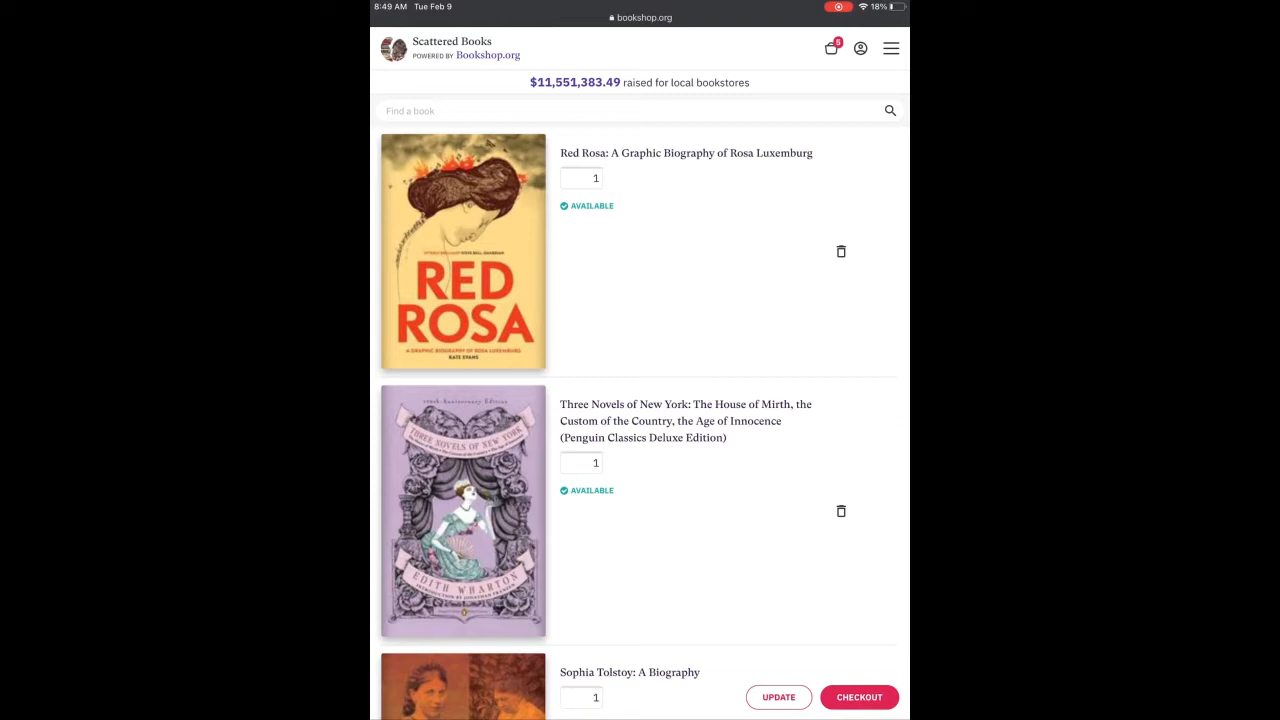 8:49 AM Tue Feb 9
18%
bookshop.org
Scattered Books
POWERED BY Bookshop.org
5
$11,551,383.49 raised for local bookstores
Find a book
RED
ROSA
A GRAPHIC BIOGRAPHY OF ROSA LUXEMBURG
KATE EVANS
Red Rosa: A Graphic Biography of Rosa Luxemburg
1
AVAILABLE
THREE NOVELS OF NEW YORK
EDITH WHARTON
INTRODUCTION BY JONATHAN FRANZEN
Three Novels of New York: The House of Mirth, the
Custom of the Country, the Age of Innocence
(Penguin Classics Deluxe Edition)
1
AVAILABLE
Sophia Tolstoy: A Biography
1
UPDATE
CHECKOUT